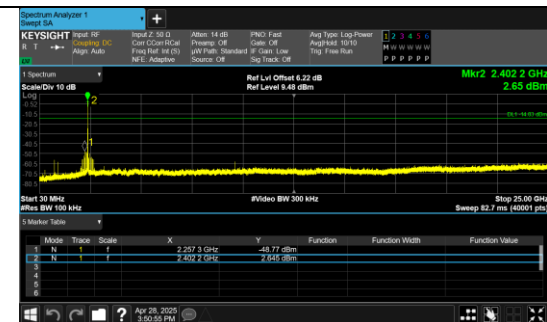 Spectrum Analyzer 1
Swept SA
+
KEYSIGHT Input: RF Input Z: 50 Ω Atten: 14 dB PNO: Fast Avg Type: Log-Power 1 2 3 4 5 6
R T Coupling: DC Corr CCorr RCal Preamp: Off Gate: Off Avg|Hold: 10/10 M W W W W W
Align: Auto Freq Ref: Int (S) µW Path: Standard IF Gain: Low Trig: Free Run
NFE: Adaptive Source: Off Sig Track: Off P P P P P P
1 Spectrum Ref Lvl Offset 6.22 dB Mkr2 2.402 2 GHz
Scale/Div 10 dB Ref Level 9.48 dBm 2.65 dBm
Log
-0.52
-10.5
-20.5
-30.5
-40.5
-50.5
-60.5
-70.5
-80.5
2
1
Start 30 MHz #Video BW 300 kHz Stop 25.00 GHz
#Res BW 100 kHz Sweep 82.7 ms (40001 pts)
5 Marker Table
Mode Trace Scale X Y Function Function Width Function Value
1 N 1 f 2.257 3 GHz -48.77 dBm
2 N 1 f 2.402 2 GHz 2.645 dBm
3
4
5
6
? Apr 28, 2025
3:50:55 PM